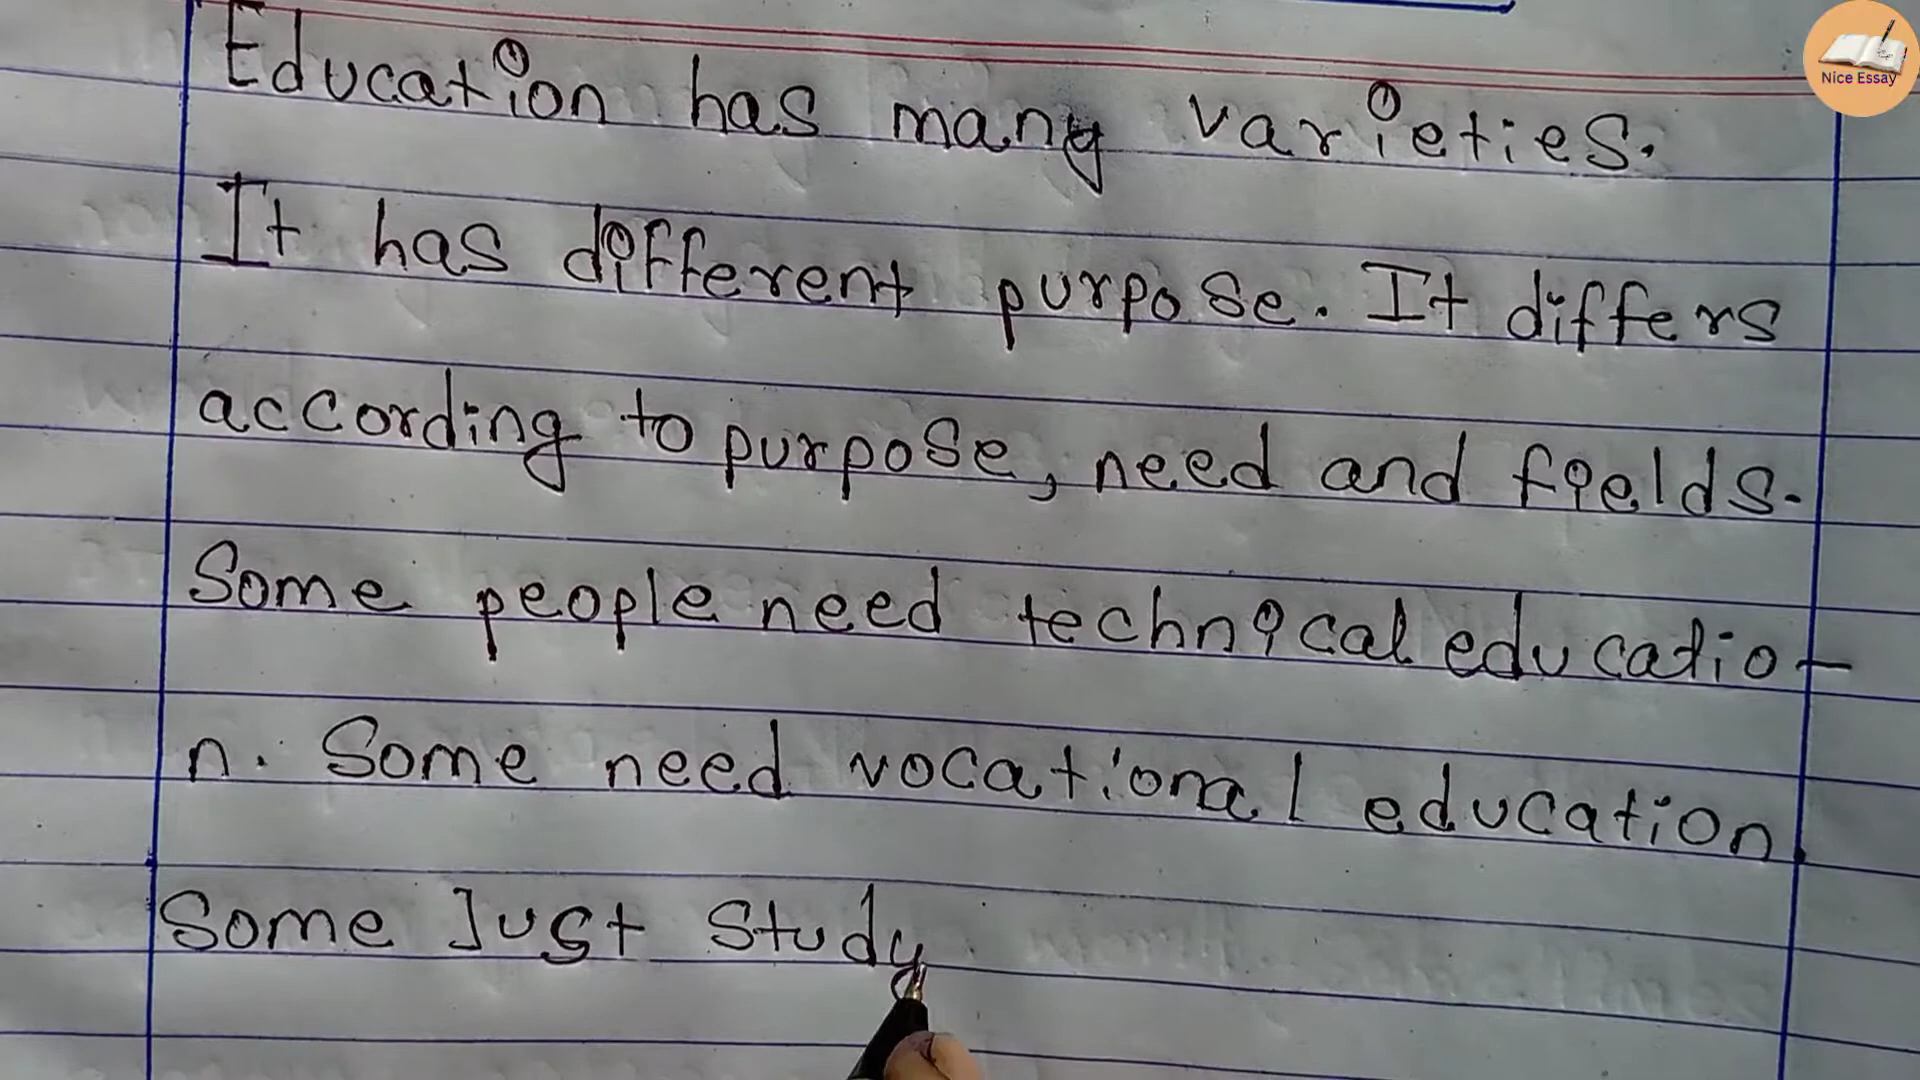 Education has many varieties.
It has different purpose. It differs
according to purpose, need and fields.
Some people need technical educatio-
n. Some need vocational education.
Some Just Study
Nice Essay